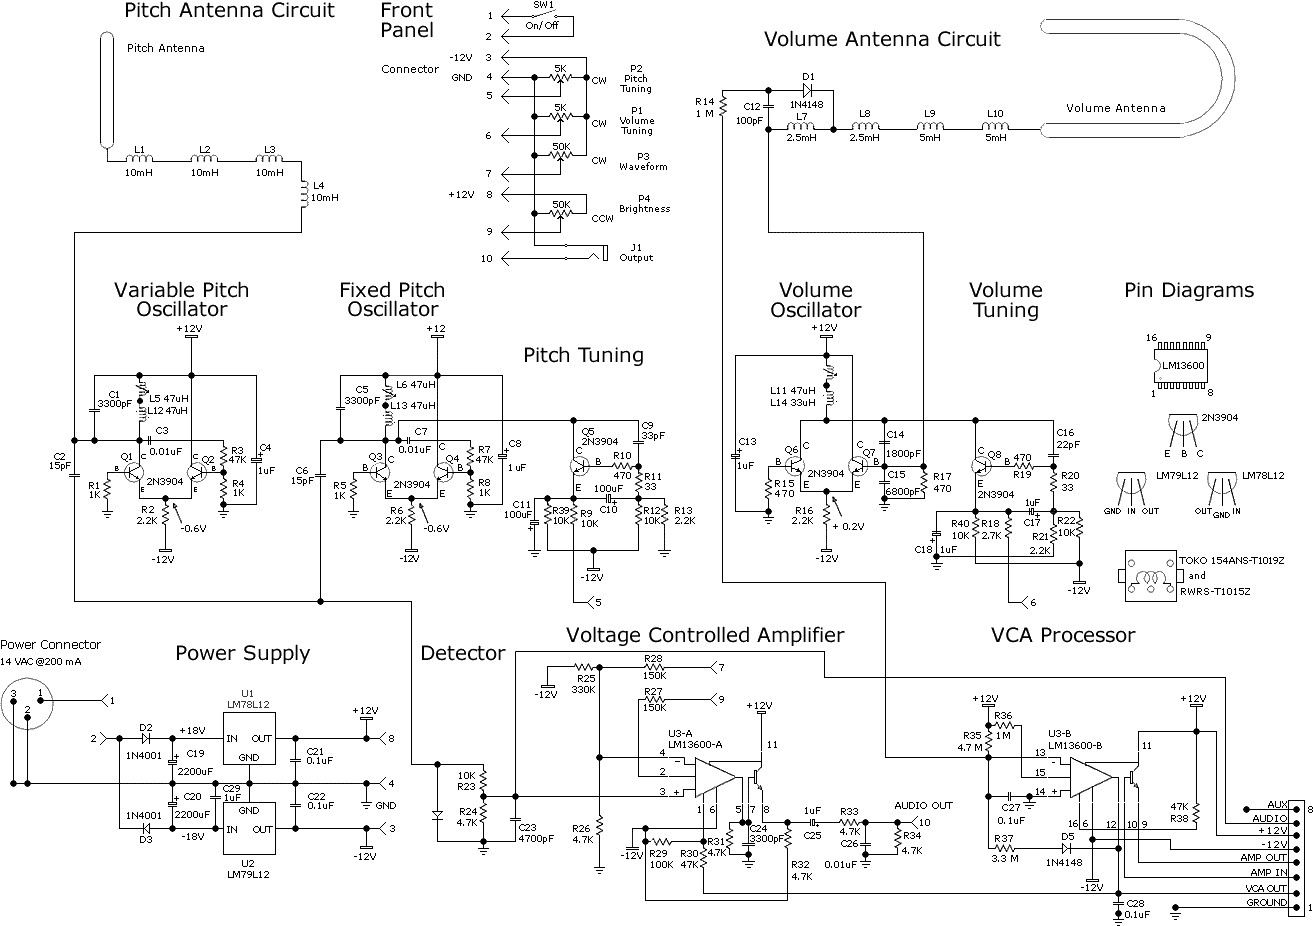 Pitch Antenna Circuit
Pitch Antenna
L1
10mH
L2
10mH
L3
10mH
L4
10mH
Front
Panel
Connector
1
2
-12V 3
GND 4
5
6
7
+12V 8
9
10
SW1
On/Off
5K
CW
P2
Pitch
Tuning
5K
CW
P1
Volume
Tuning
50K
CW
P3
Waveform
50K
CCW
P4
Brightness
J1
Output
Volume Antenna Circuit
R14
1 M
C12
100pF
D1
1N4148
L7
2.5mH
L8
2.5mH
L9
5mH
L10
5mH
Volume Antenna
Variable Pitch
Oscillator
+12V
C1
3300pF
L5 47uH
L12 47uH
C3
0.01uF
C2
15pF
Q1
B
C
E
Q2
B
C
E
2N3904
R1
1K
R2
2.2K
R3
47K
R4
1K
C4
1uF
-0.6V
-12V
Fixed Pitch
Oscillator
+12
C5
3300pF
L6 47uH
L13 47uH
C7
0.01uF
C6
15pF
Q3
B
C
E
Q4
B
C
E
2N3904
R5
1K
R6
2.2K
R7
47K
R8
1K
C8
1 uF
-0.6V
-12V
Pitch Tuning
Q5
2N3904
C
B
E
R10
470
C9
33pF
R11
33
100uF
C10
C11
100uF
R39
10K
R9
10K
R12
10K
R13
2.2K
-12V
5
Volume
Oscillator
+12V
L11 47uH
L14 33uH
C13
1uF
Q6
B
C
E
Q7
B
C
E
2N3904
C14
1800pF
C15
6800pF
R15
470
R16
2.2K
R17
470
+ 0.2V
-12V
Volume
Tuning
C
Q8
B
E
2N3904
470
R19
C16
22pF
R20
33
1uF
C17
C18
1uF
R40
10K
R18
2.7K
R21
2.2K
R22
10K
-12V
6
Pin Diagrams
16
9
LM13600
1
8
2N3904
E B C
LM79L12
GND IN OUT
LM78L12
OUT GND IN
TOKO 154ANS-T1019Z
and
RWRS-T1015Z
Power Connector
14 VAC @200 mA
3
1
2
1
2
Power Supply
D2
1N4001
1N4001
D3
+18V
-18V
C19
2200uF
C20
2200uF
C29
1uF
U1
LM78L12
IN OUT
GND
GND
IN OUT
U2
LM79L12
C21
0.1uF
C22
0.1uF
+12V
8
4
GND
3
-12V
Detector
10K
R23
R24
4.7K
C23
4700pF
Voltage Controlled Amplifier
-12V
R25
330K
R28
150K
7
R27
150K
9
+12V
U3-A
LM13600-A
4
2
3
-
+
11
1
6
5
7
8
R26
4.7K
-12V
R29
100K
R30
47K
R31
4.7K
C24
3300pF
R32
4.7K
1uF
C25
R33
4.7K
C26
0.01uF
R34
4.7K
AUDIO OUT
10
VCA Processor
+12V
R36
1M
R35
4.7 M
U3-B
LM13600-B
13
15
14
-
+
11
16
6
12
10
9
C27
0.1uF
R37
3.3 M
D5
1N4148
-12V
+12V
47K
R38
C28
0.1uF
AUX
8
AUDIO
+12V
-12V
AMP OUT
AMP IN
VCA OUT
GROUND
1